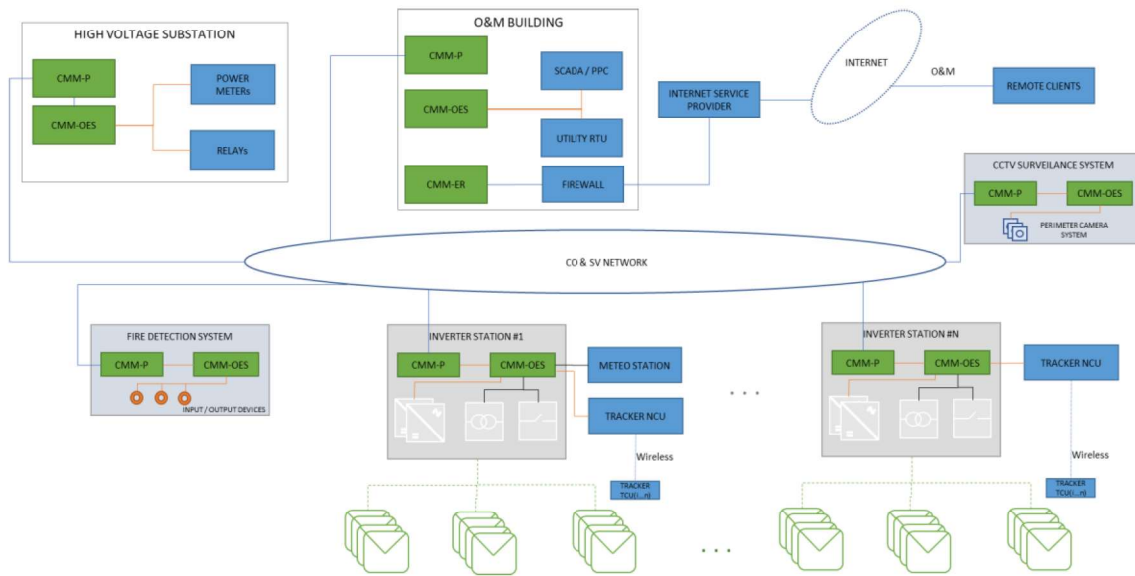 HIGH VOLTAGE SUBSTATION
CMM-P
CMM-OES
POWER
METERs
RELAYs
O&M BUILDING
CMM-P
CMM-OES
CMM-ER
SCADA / PPC
UTILITY RTU
FIREWALL
INTERNET SERVICE
PROVIDER
INTERNET
O&M
REMOTE CLIENTS
CCTV SURVEILANCE SYSTEM
CMM-P
CMM-OES
PERIMETER CAMERA
SYSTEM
C0 & SV NETWORK
FIRE DETECTION SYSTEM
CMM-P
CMM-OES
INPUT / OUTPUT DEVICES
INVERTER STATION #1
CMM-P
CMM-OES
METEO STATION
TRACKER NCU
Wireless
TRACKER
TCU(i...n)
. . .
INVERTER STATION #N
CMM-P
CMM-OES
TRACKER NCU
Wireless
TRACKER
TCU(i...n)
. . .